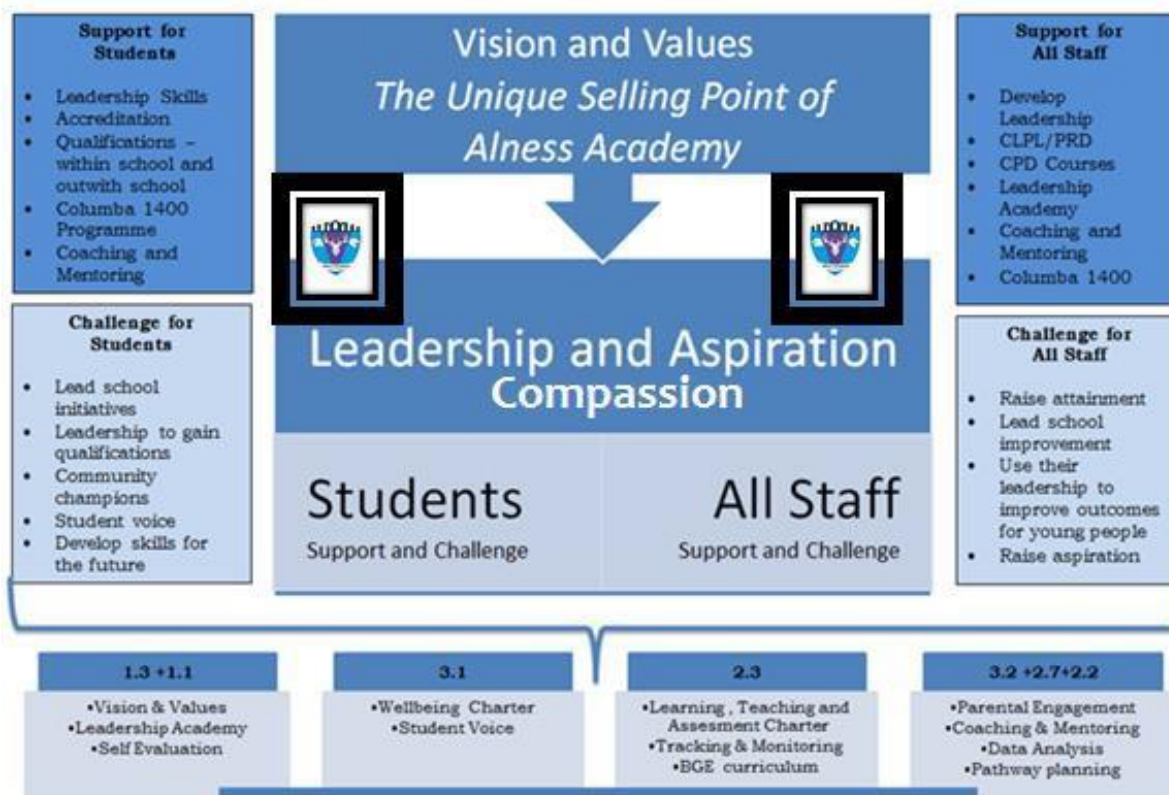 Support for
Students
• Leadership Skills
• Accreditation
• Qualifications –
within school and
outwith school
• Columba 1400
Programme
• Coaching and
Mentoring
Challenge for
Students
• Lead school
initiatives
• Leadership to gain
qualifications
• Community
champions
• Student voice
• Develop skills for
the future
Vision and Values
The Unique Selling Point of
Alness Academy
Leadership and Aspiration
Compassion
Students
Support and Challenge
All Staff
Support and Challenge
Support for
All Staff
• Develop
Leadership
• CLPL/PRD
• CPD Courses
• Leadership
Academy
• Coaching and
Mentoring
• Columba 1400
Challenge for
All Staff
• Raise attainment
• Lead school
improvement
• Use their
leadership to
improve outcomes
for young people
• Raise aspiration
1.3 +1.1
•Vision & Values
•Leadership Academy
•Self Evaluation
3.1
•Wellbeing Charter
•Student Voice
2.3
•Learning , Teaching and
Assesment Charter
•Tracking & Monitoring
•BGE curriculum
3.2 +2.7+2.2
•Parental Engagement
•Coaching & Mentoring
•Data Analysis
•Pathway planning